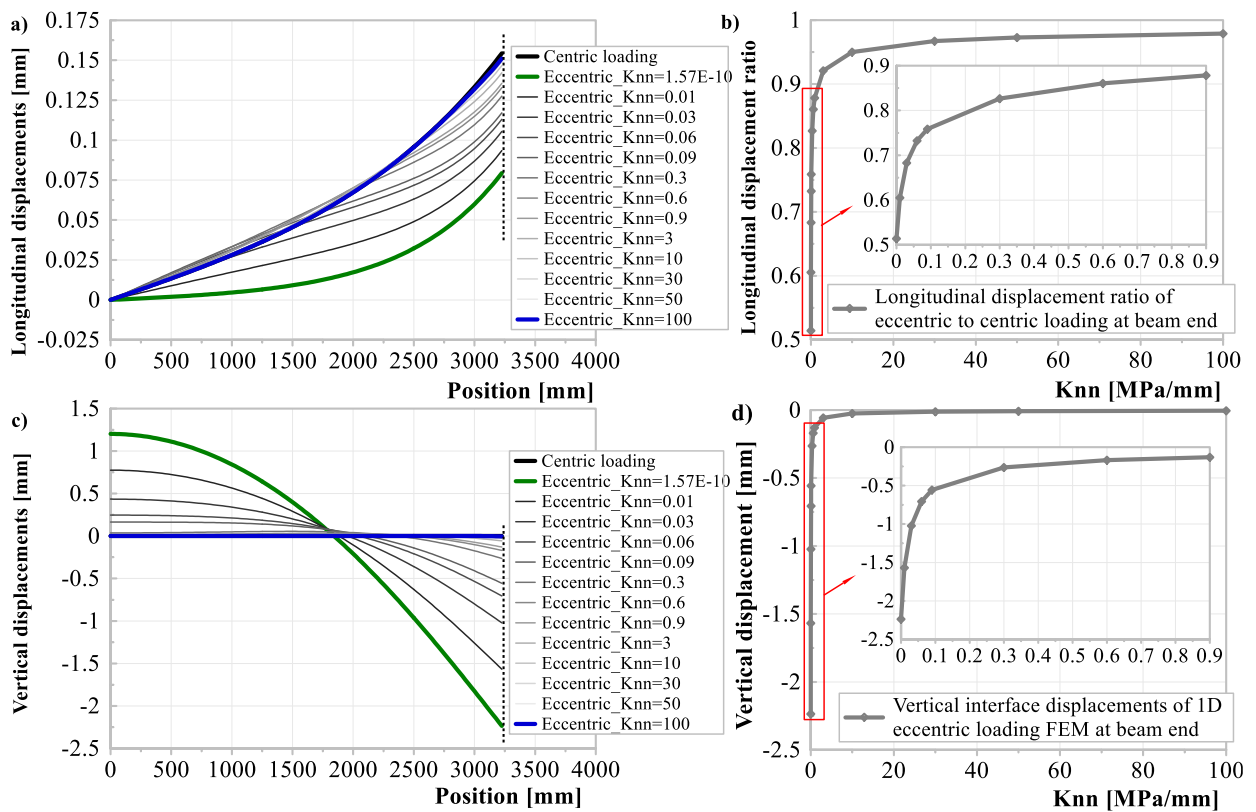 a)
Longitudinal displacements [mm]
0.175
0.15
0.125
0.1
0.075
0.05
0.025
0
-0.025
0 500 1000 1500 2000 2500 3000 3500 4000
Position [mm]
Centric loading
Eccentric_Knn=1.57E-10
Eccentric_Knn=0.01
Eccentric_Knn=0.03
Eccentric_Knn=0.06
Eccentric_Knn=0.09
Eccentric_Knn=0.3
Eccentric_Knn=0.6
Eccentric_Knn=0.9
Eccentric_Knn=3
Eccentric_Knn=10
Eccentric_Knn=30
Eccentric_Knn=50
Eccentric_Knn=100
b)
Longitudinal displacement ratio
1
0.9
0.8
0.7
0.6
0.5
0 20 40 60 80 100
Knn [MPa/mm]
0.9
0.8
0.7
0.6
0.5
0 0.1 0.2 0.3 0.4 0.5 0.6 0.7 0.8 0.9
Longitudinal displacement ratio of
eccentric to centric loading at beam end
c)
Vertical displacements [mm]
1.5
1
0.5
0
-0.5
-1
-1.5
-2
-2.5
0 500 1000 1500 2000 2500 3000 3500 4000
Position [mm]
Centric loading
Eccentric_Knn=1.57E-10
Eccentric_Knn=0.01
Eccentric_Knn=0.03
Eccentric_Knn=0.06
Eccentric_Knn=0.09
Eccentric_Knn=0.3
Eccentric_Knn=0.6
Eccentric_Knn=0.9
Eccentric_Knn=3
Eccentric_Knn=10
Eccentric_Knn=30
Eccentric_Knn=50
Eccentric_Knn=100
d)
Vertical displacement [mm]
0
-0.5
-1
-1.5
-2
-2.5
0 20 40 60 80 100
Knn [MPa/mm]
0
-0.5
-1
-1.5
-2
-2.5
0 0.1 0.2 0.3 0.4 0.5 0.6 0.7 0.8 0.9
Vertical interface displacements of 1D
eccentric loading FEM at beam end